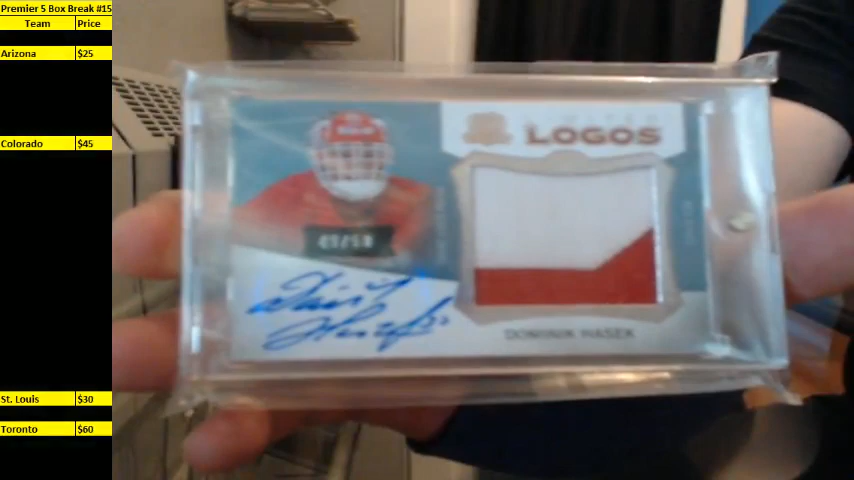 Premier 5 Box Break #15
Team Price
Arizona $25
Colorado $45
St. Louis $30
Toronto $60
LOGOS
DOMINIK HASEK